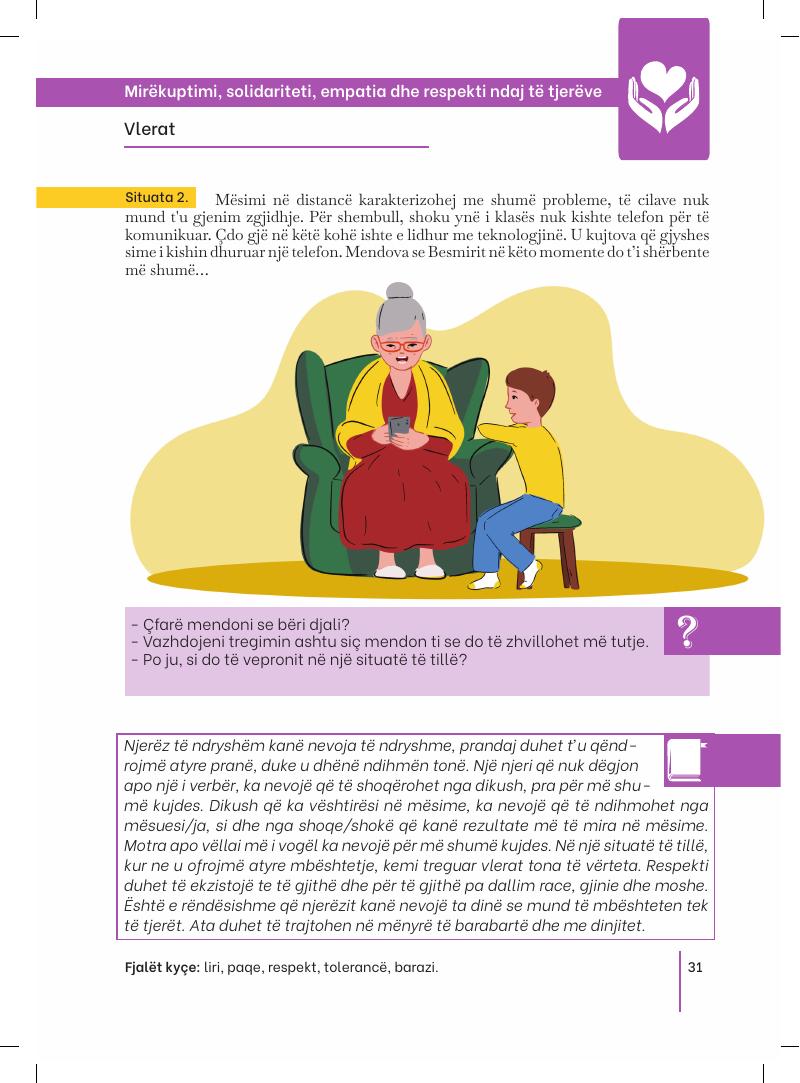 Mirëkuptimi, solidariteti, empatia dhe respekti ndaj të tjerëve
Vlerat
Situata 2. Mësimi në distancë karakterizohej me shumë probleme, të cilave nuk
mund t'u gjenim zgjidhje. Për shembull, shoku ynë i klasës nuk kishte telefon për të
komunikuar. Çdo gjë në këtë kohë ishte e lidhur me teknologjinë. U kujtova që gjyshes
sime i kishin dhuruar një telefon. Mendova se Besmirit në këto momente do t’i shërbente
më shumë…
- Çfarë mendoni se bëri djali?
- Vazhdojeni tregimin ashtu siç mendon ti se do të zhvillohet më tutje.
- Po ju, si do të vepronit në një situatë të tillë?
?
Njerëz të ndryshëm kanë nevoja të ndryshme, prandaj duhet t’u qënd-
rojmë atyre pranë, duke u dhënë ndihmën tonë. Një njeri që nuk dëgjon
apo një i verbër, ka nevojë që të shoqërohet nga dikush, pra për më shu-
më kujdes. Dikush që ka vështirësi në mësime, ka nevojë që të ndihmohet nga
mësuesi/ja, si dhe nga shoqe/shokë që kanë rezultate më të mira në mësime.
Motra apo vëllai më i vogël ka nevojë për më shumë kujdes. Në një situatë të tillë,
kur ne u ofrojmë atyre mbështetje, kemi treguar vlerat tona të vërteta. Respekti
duhet të ekzistojë te të gjithë dhe për të gjithë pa dallim race, gjinie dhe moshe.
Është e rëndësishme që njerëzit kanë nevojë ta dinë se mund të mbështeten tek
të tjerët. Ata duhet të trajtohen në mënyrë të barabartë dhe me dinjitet.
Fjalët kyçe: liri, paqe, respekt, tolerancë, barazi.
31